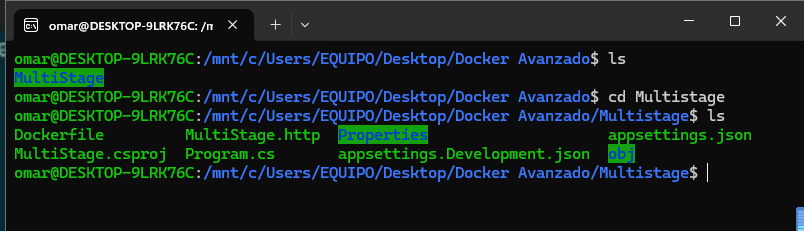 omar@DESKTOP-9LRK76C: /m
omar@DESKTOP-9LRK76C:/mnt/c/Users/EQUIPO/Desktop/Docker Avanzado$ ls
MultiStage
omar@DESKTOP-9LRK76C:/mnt/c/Users/EQUIPO/Desktop/Docker Avanzado$ cd Multistage
omar@DESKTOP-9LRK76C:/mnt/c/Users/EQUIPO/Desktop/Docker Avanzado/Multistage$ ls
Dockerfile MultiStage.http Properties appsettings.json
MultiStage.csproj Program.cs appsettings.Development.json obj
omar@DESKTOP-9LRK76C:/mnt/c/Users/EQUIPO/Desktop/Docker Avanzado/Multistage$